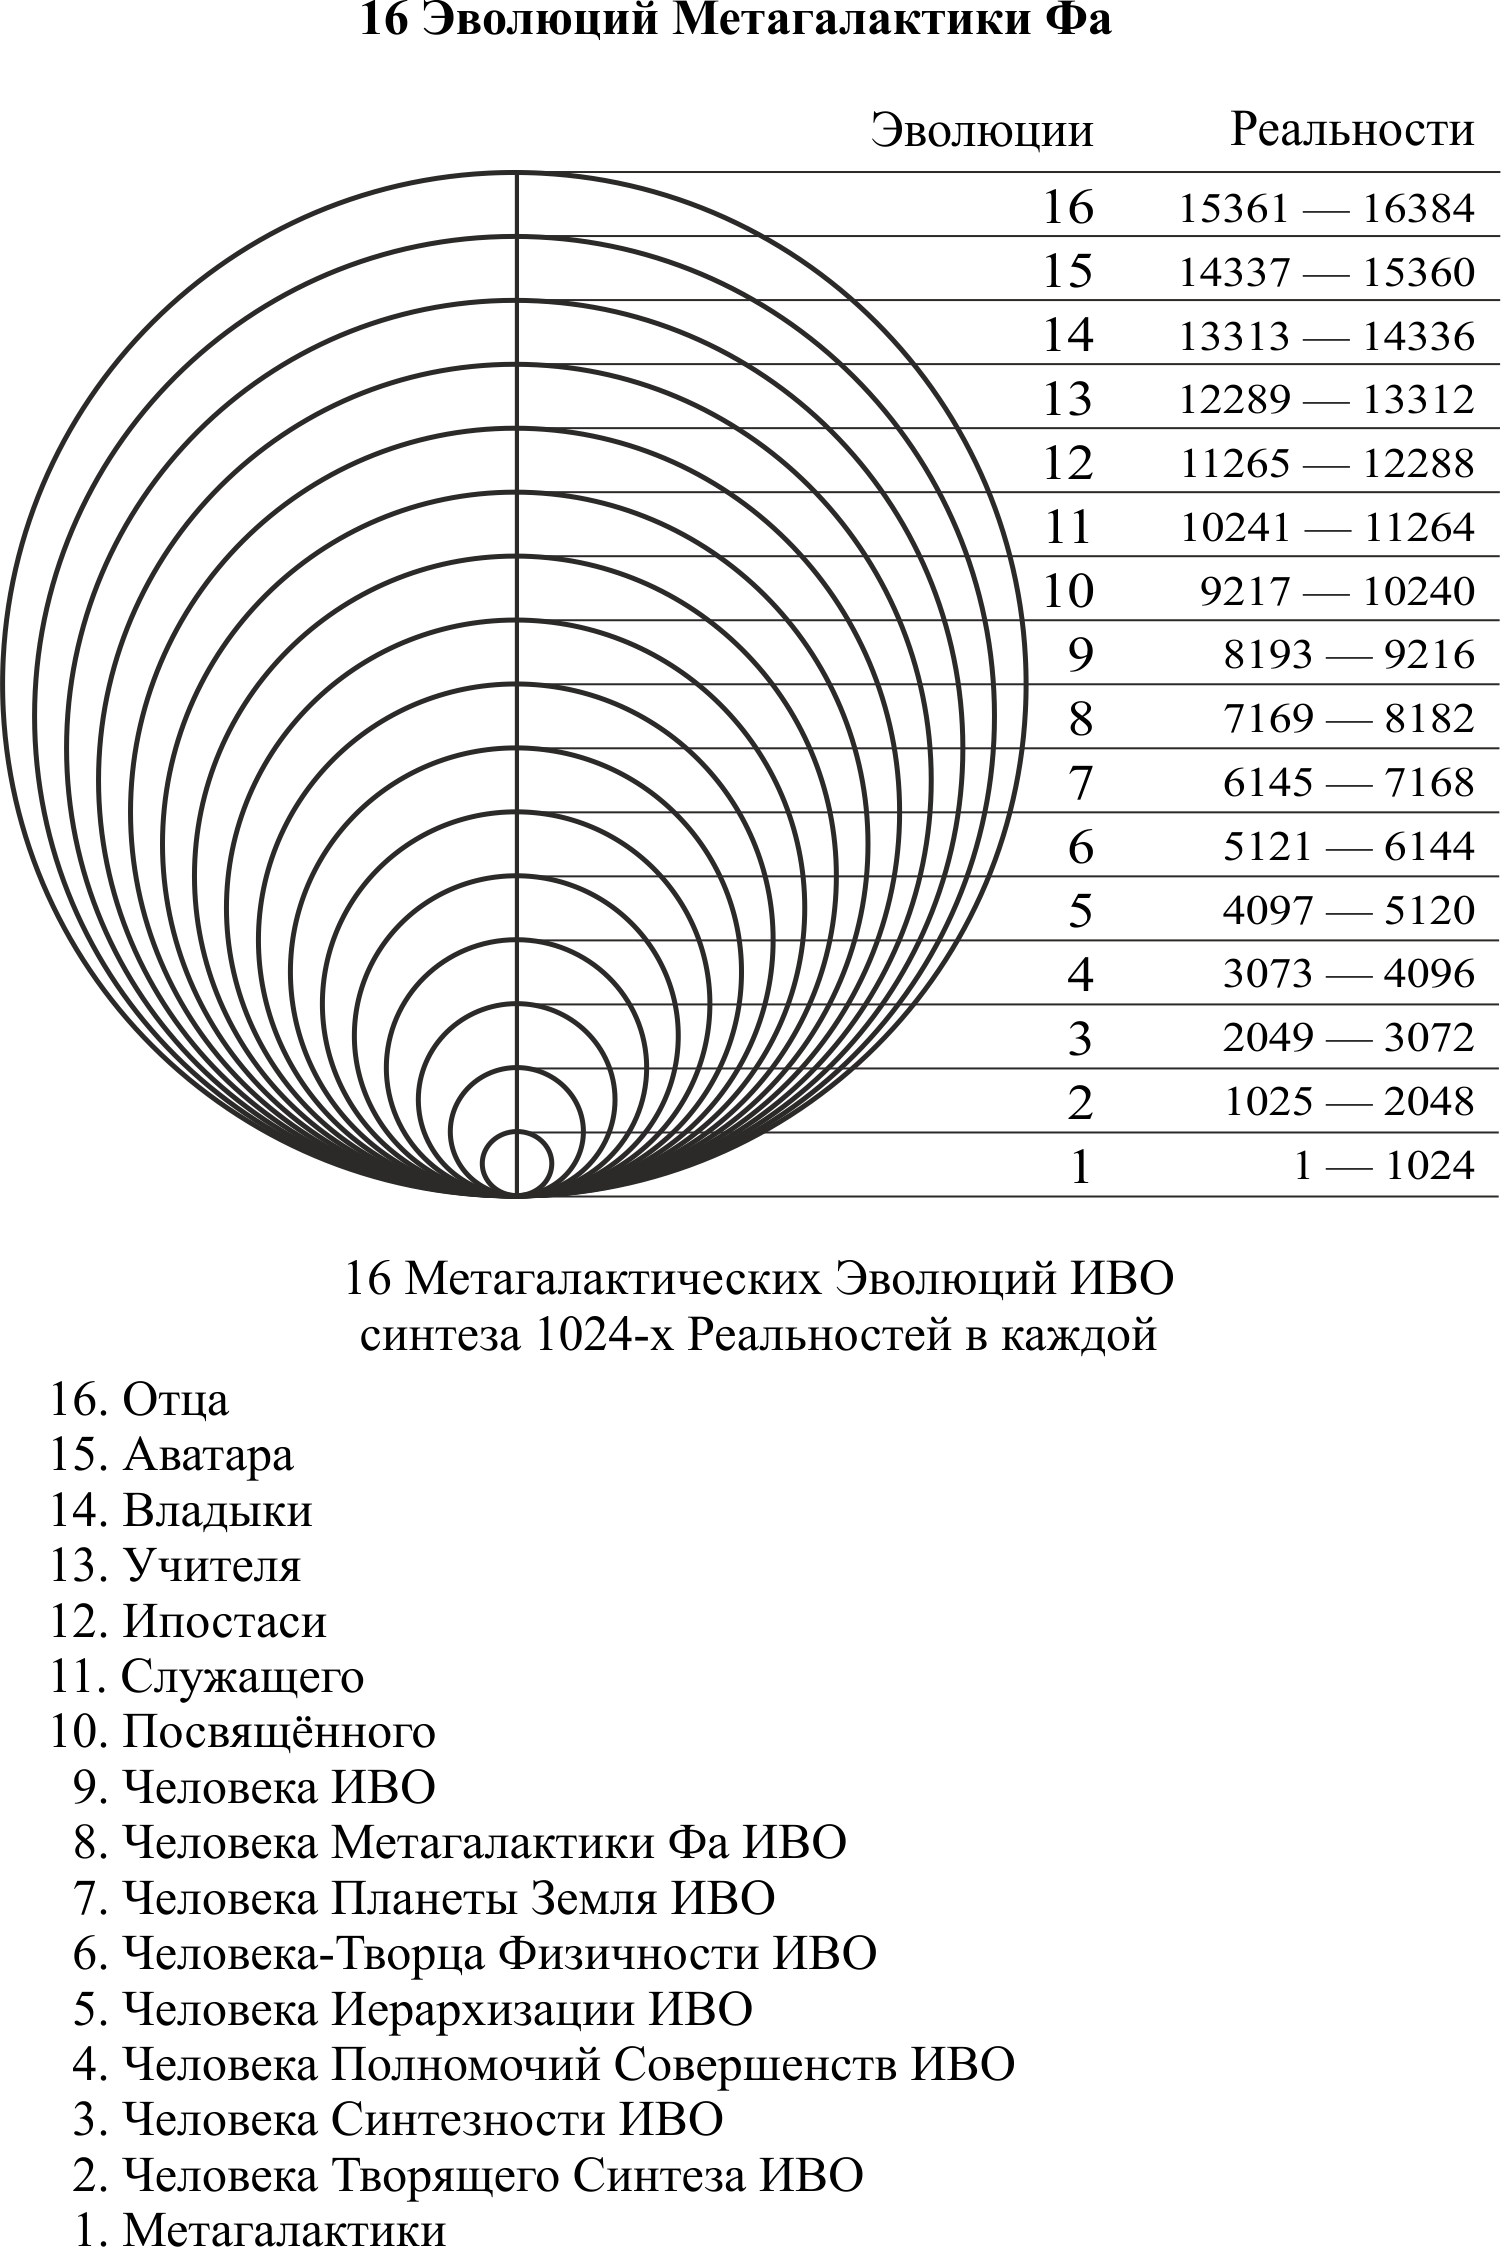 16 Эволюций Метагалактики Фа
Эволюции Реальности
16 15361 — 16384
15 14337 — 15360
14 13313 — 14336
13 12289 — 13312
12 11265 — 12288
11 10241 — 11264
10 9217 — 10240
9 8193 — 9216
8 7169 — 8182
7 6145 — 7168
6 5121 — 6144
5 4097 — 5120
4 3073 — 4096
3 2049 — 3072
2 1025 — 2048
1 1 — 1024
16 Метагалактических Эволюций ИВО
синтеза 1024-х Реальностей в каждой
16. Отца
15. Аватара
14. Владыки
13. Учителя
12. Ипостаси
11. Служащего
10. Посвящённого
9. Человека ИВО
8. Человека Метагалактики Фа ИВО
7. Человека Планеты Земля ИВО
6. Человека-Творца Физичности ИВО
5. Человека Иерархизации ИВО
4. Человека Полномочий Совершенств ИВО
3. Человека Синтезности ИВО
2. Человека Творящего Синтеза ИВО
1. Метагалактики